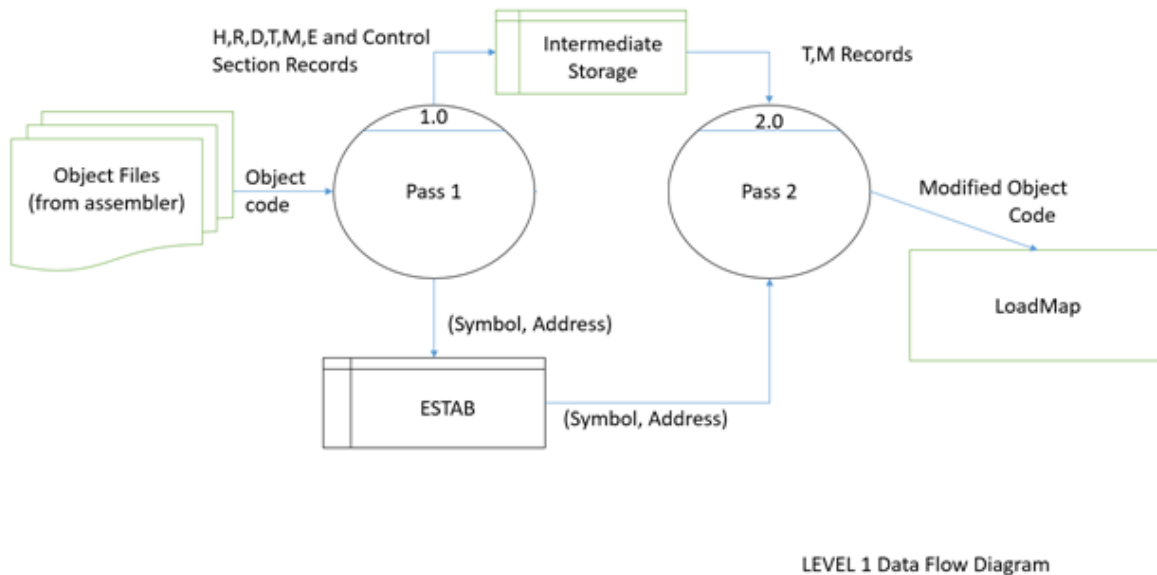 H,R,D,T,M,E and Control
Section Records
Intermediate
Storage
T,M Records
1.0
2.0
Object Files
(from assembler)
Object
code
Pass 1
Pass 2
Modified Object
Code
LoadMap
(Symbol, Address)
ESTAB
(Symbol, Address)
LEVEL 1 Data Flow Diagram